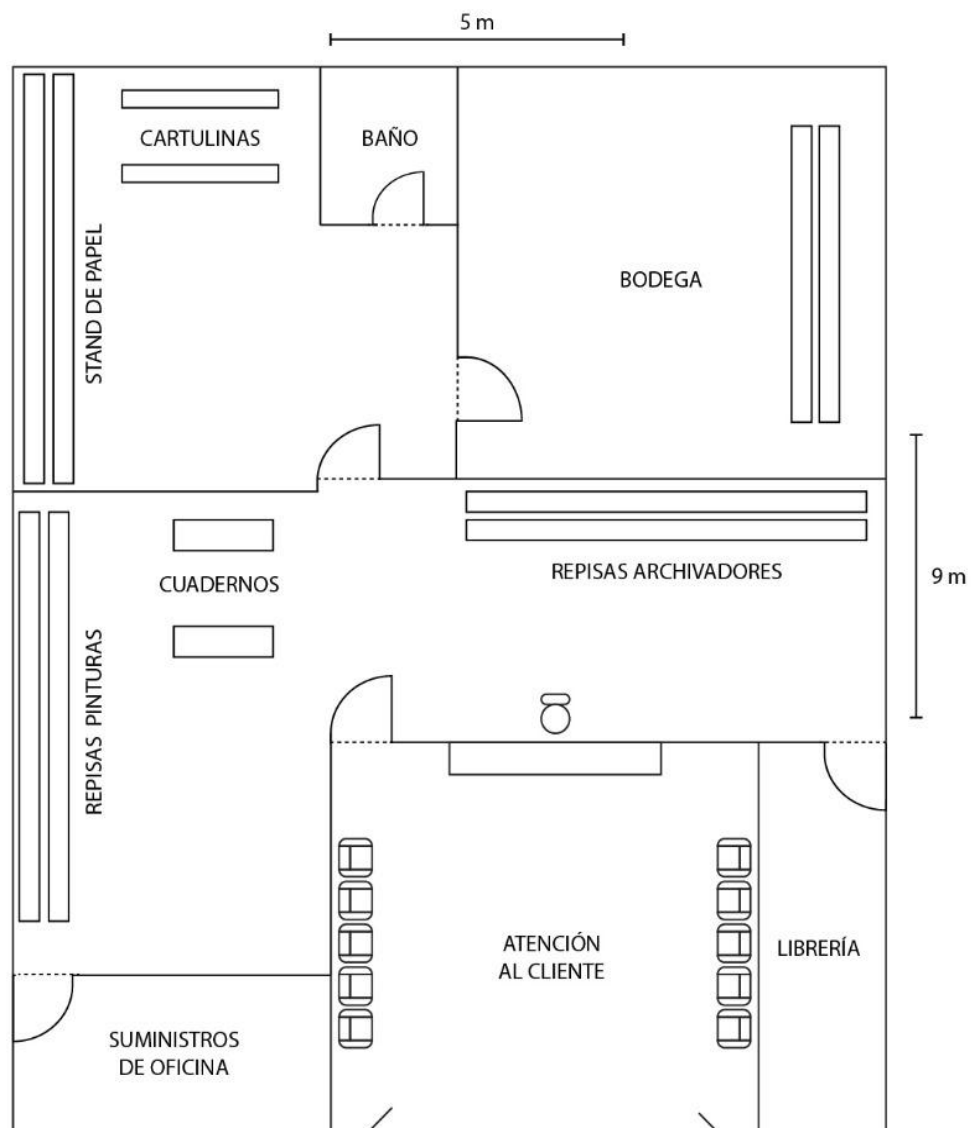 5 m
CARTULINAS
BAÑO
STAND DE PAPEL
BODEGA
CUADERNOS
REPISAS ARCHIVADORES
9 m
REPISAS PINTURAS
ATENCIÓN
AL CLIENTE
LIBRERÍA
SUMINISTROS
DE OFICINA